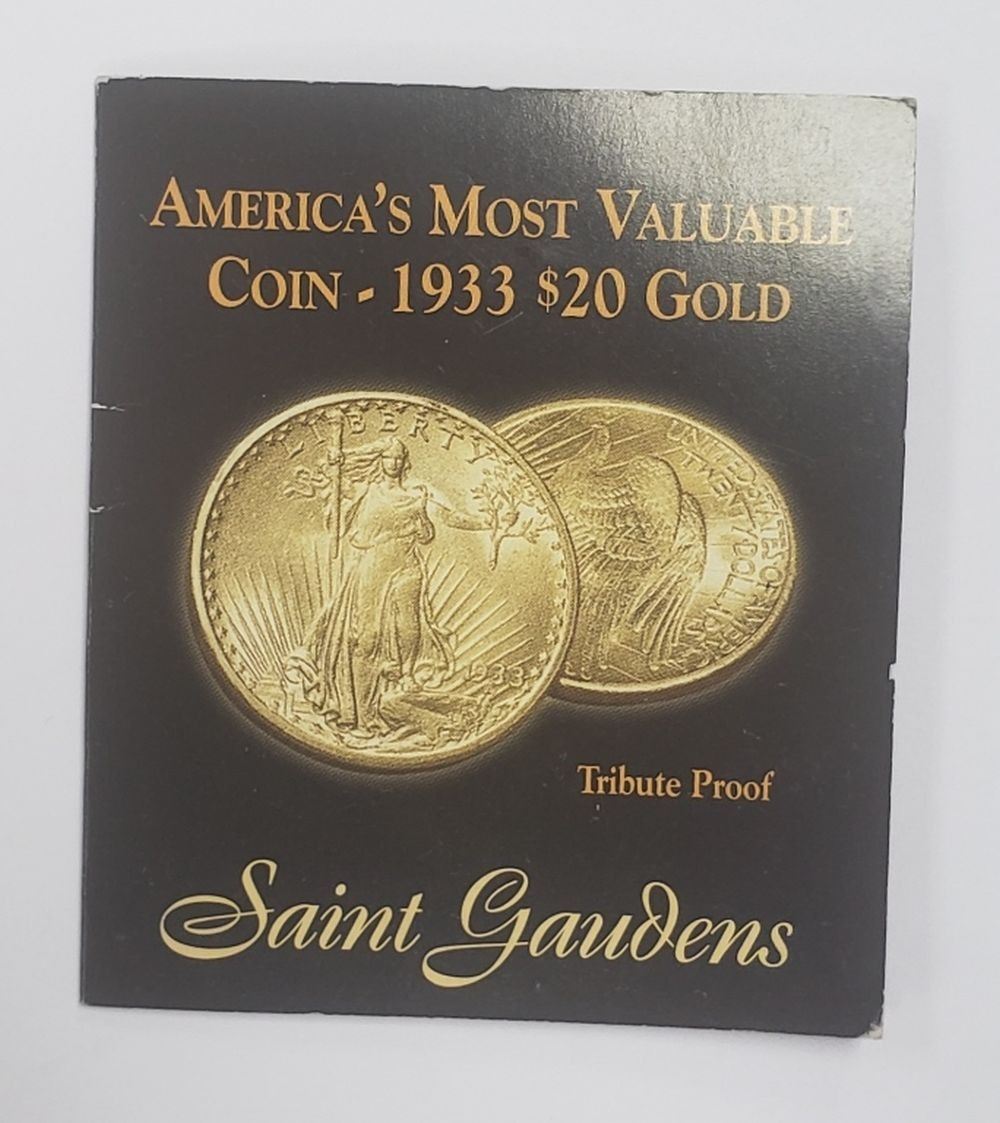 AMERICA'S MOST VALUABLE
COIN - 1933 $20 GOLD
LIBERTY
1933
UNITED STATES OF AMERICA
TWENTY DOLLARS
Tribute Proof
Saint Gaudens